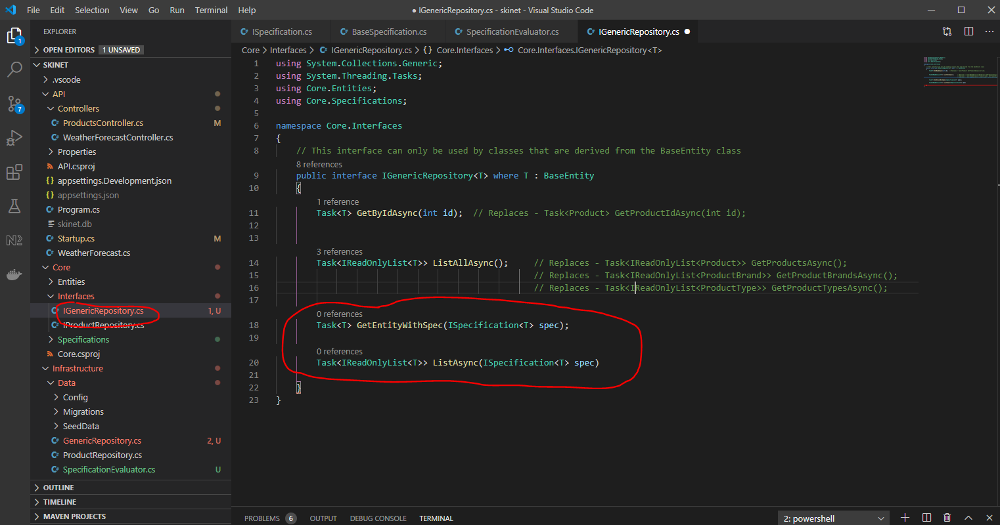 File Edit Selection View Go Run Terminal Help ● IGenericRepository.cs - skinet - Visual Studio Code
EXPLORER
OPEN EDITORS 1 UNSAVED
SKINET
.vscode
API
Controllers
ProductsController.cs M
WeatherForecastController.cs
Properties
API.csproj
{} appsettings.Development.json
{} appsettings.json
Program.cs
skinet.db
Startup.cs M
WeatherForecast.cs
Core
Entities
Interfaces
IGenericRepository.cs 1, U
IProductRepository.cs
Specifications
Core.csproj
Infrastructure
Data
Config
Migrations
SeedData
GenericRepository.cs 2, U
ProductRepository.cs
SpecificationEvaluator.cs U
OUTLINE
TIMELINE
MAVEN PROJECTS
1
7
ISpecification.cs BaseSpecification.cs SpecificationEvaluator.cs IGenericRepository.cs ●
Core > Interfaces > IGenericRepository.cs > {} Core.Interfaces > Core.Interfaces.IGenericRepository<T>
1 using System.Collections.Generic;
2 using System.Threading.Tasks;
3 using Core.Entities;
4 using Core.Specifications;
5
6 namespace Core.Interfaces
7 {
8 // This interface can only be used by classes that are derived from the BaseEntity class
8 references
9 public interface IGenericRepository<T> where T : BaseEntity
10 {
1 reference
11 Task<T> GetByIdAsync(int id); // Replaces - Task<Product> GetProductIdAsync(int id);
12
13
3 references
14 Task<IReadOnlyList<T>> ListAllAsync(); // Replaces - Task<IReadOnlyList<Product>> GetProductsAsync();
15 // Replaces - Task<IReadOnlyList<ProductBrand>> GetProductBrandsAsync();
16 // Replaces - Task<IReadOnlyList<ProductType>> GetProductTypesAsync();
17
0 references
18 Task<T> GetEntityWithSpec(ISpecification<T> spec);
19
0 references
20 Task<IReadOnlyList<T>> ListAsync(ISpecification<T> spec)
21
22 }
23 }
PROBLEMS 6 OUTPUT DEBUG CONSOLE TERMINAL 2: powershell